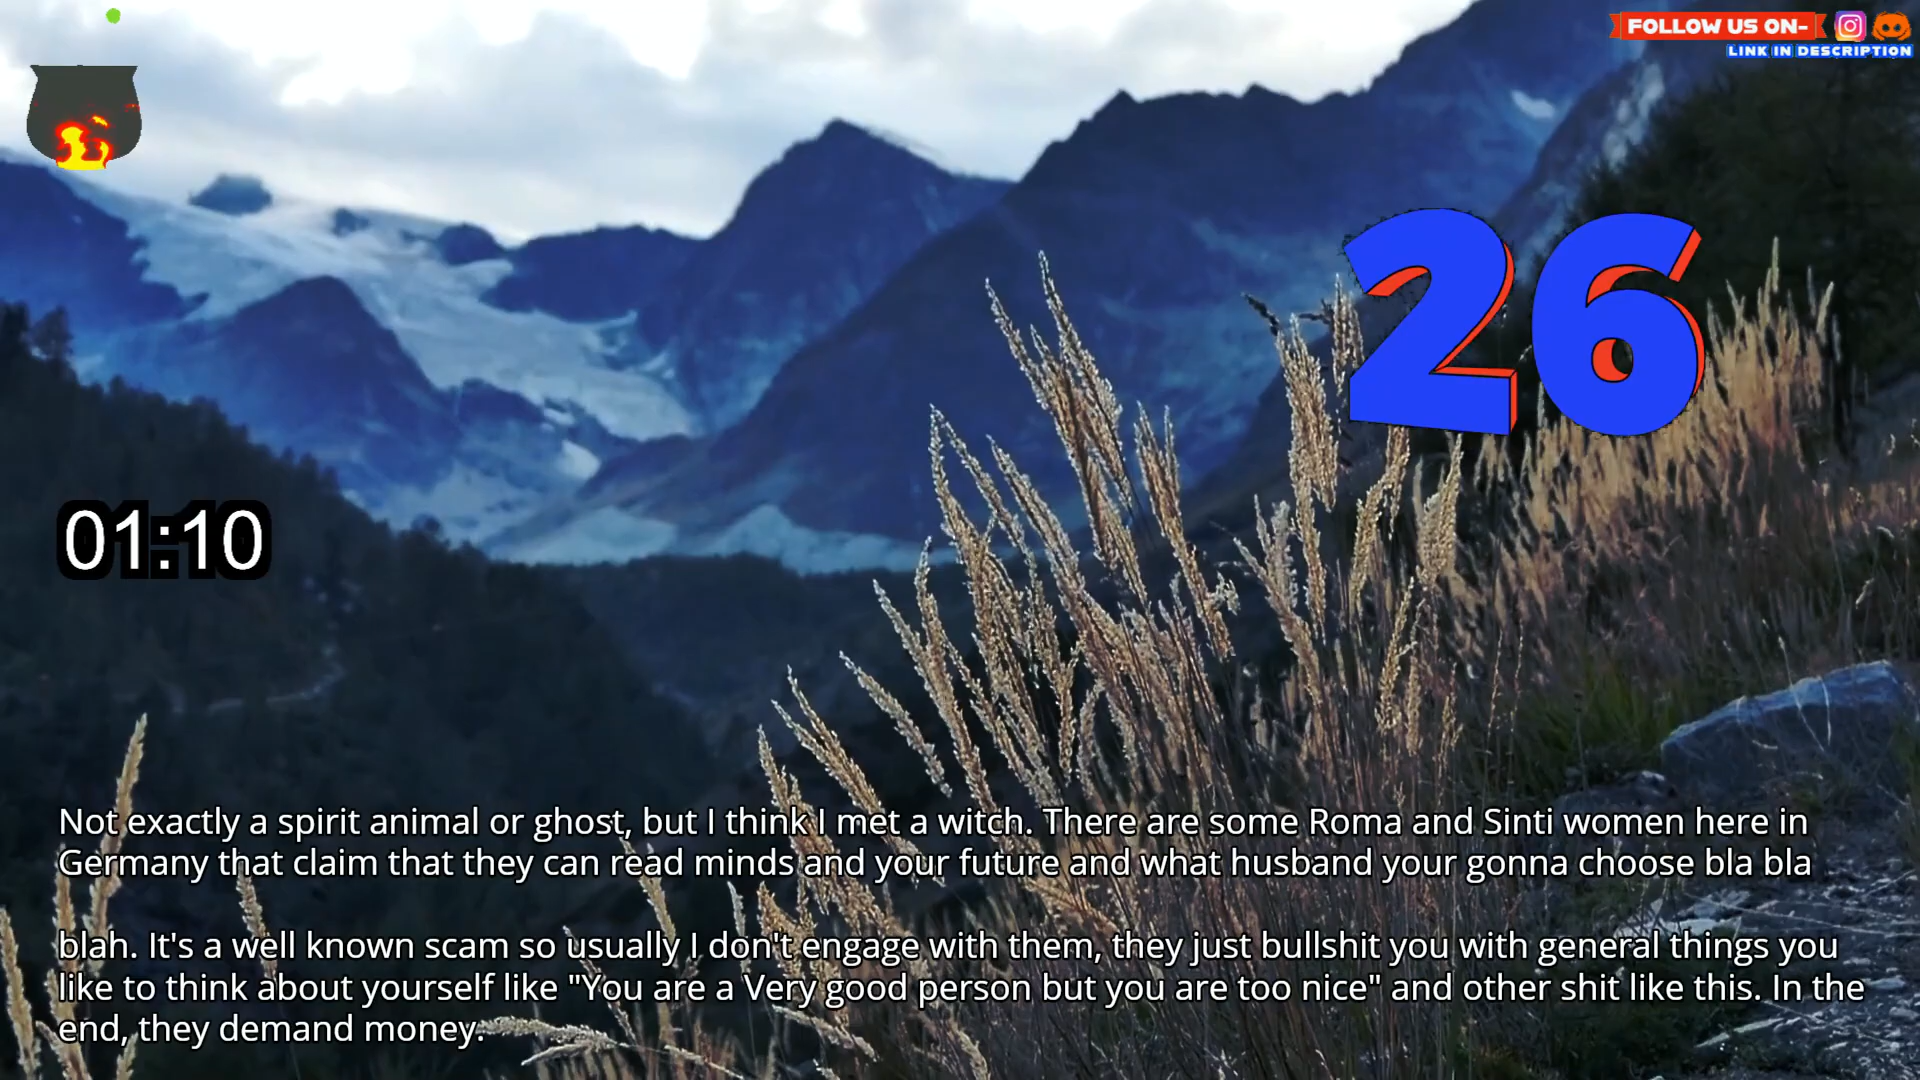 FOLLOW US ON-
LINK IN DESCRIPTION
26
01:10
Not exactly a spirit animal or ghost, but I think I met a witch. There are some Roma and Sinti women here in
Germany that claim that they can read minds and your future and what husband your gonna choose bla bla
blah. It's a well known scam so usually I don't engage with them, they just bullshit you with general things you
like to think about yourself like "You are a Very good person but you are too nice" and other shit like this. In the
end, they demand money.